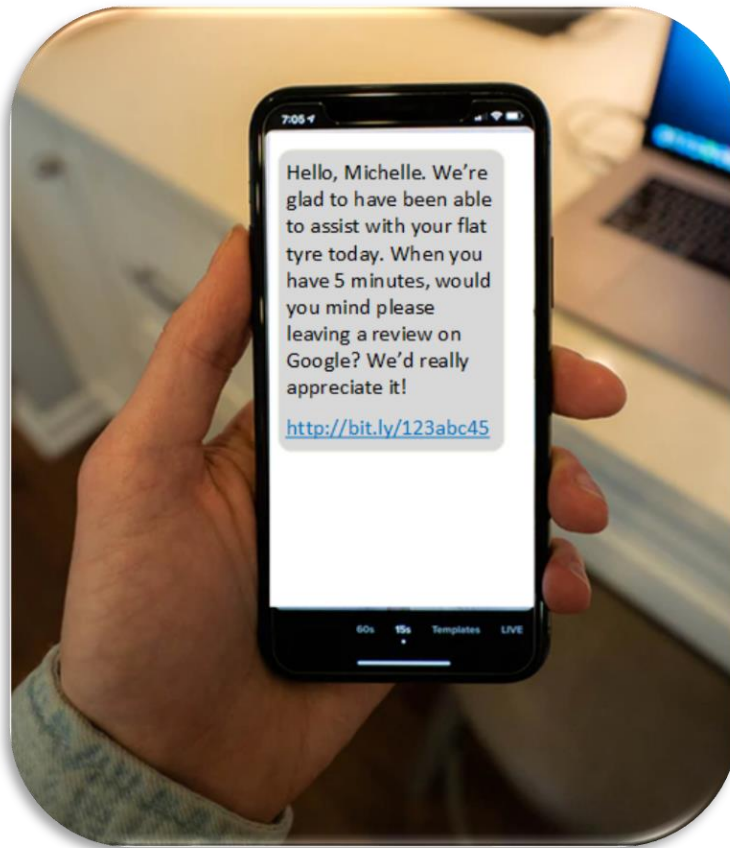 7:05
Hello, Michelle. We’re
glad to have been able
to assist with your flat
tyre today. When you
have 5 minutes, would
you mind please
leaving a review on
Google? We’d really
appreciate it!
http://bit.ly/123abc45
60s 15s Templates LIVE